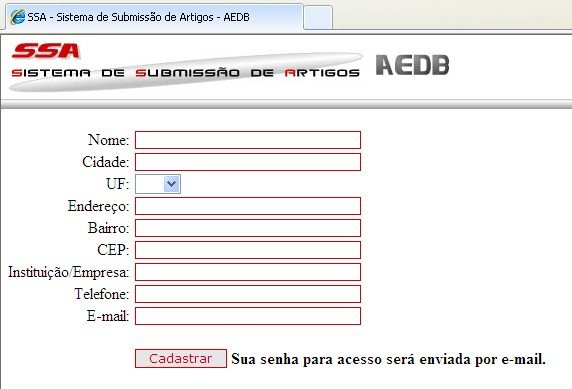 SSA - Sistema de Submissão de Artigos - AEDB
SSA
SISTEMA DE SUBMISSÃO DE ARTIGOS AEDB
Nome:
Cidade:
UF:
Endereço:
Bairro:
CEP:
Instituição/Empresa:
Telefone:
E-mail:
Cadastrar Sua senha para acesso será enviada por e-mail.